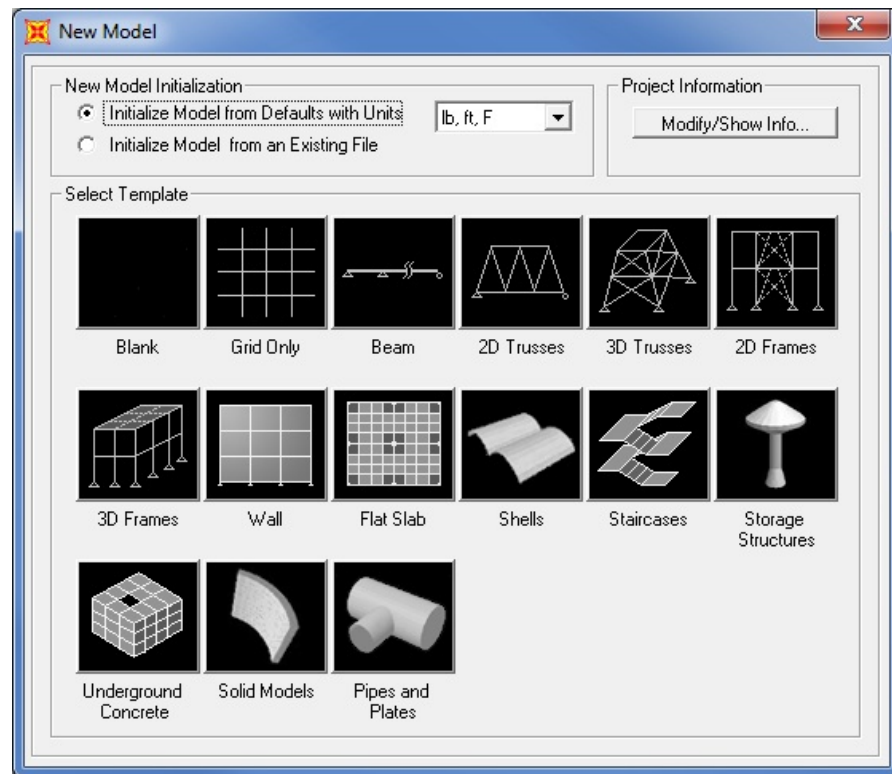 New Model
New Model Initialization
Initialize Model from Defaults with Units
lb, ft, F
Initialize Model from an Existing File
Project Information
Modify/Show Info...
Select Template
Blank
Grid Only
Beam
2D Trusses
3D Trusses
2D Frames
3D Frames
Wall
Flat Slab
Shells
Staircases
Storage
Structures
Underground
Concrete
Solid Models
Pipes and
Plates